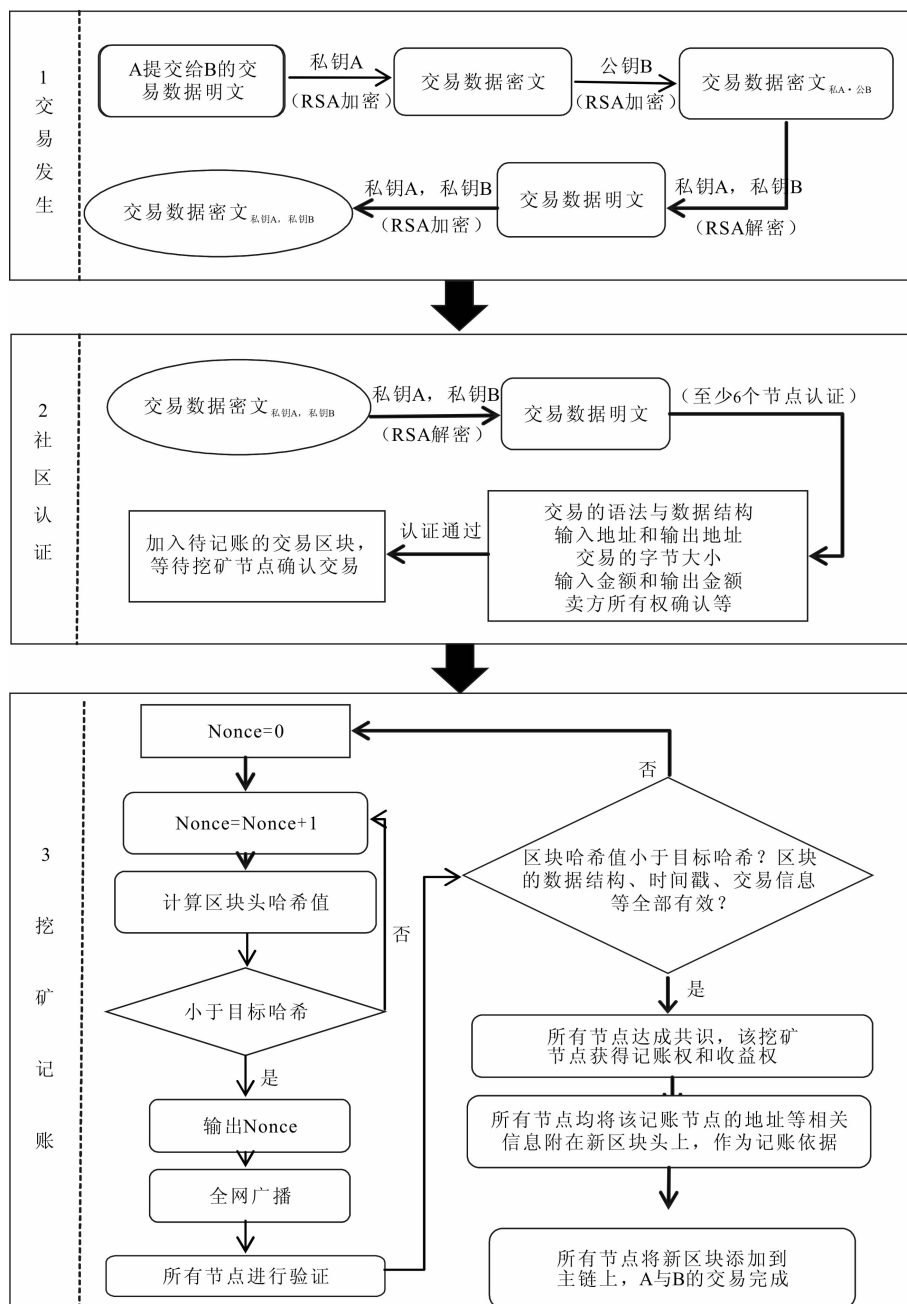 1
交
易
发
生
A提交给B的交
易数据明文
私钥A
（RSA加密）
交易数据密文
公钥B
（RSA加密）
交易数据密文私A·公B
私钥A，私钥B
（RSA解密）
交易数据明文
私钥A，私钥B
（RSA加密）
交易数据密文私钥A，私钥B
2
社
区
认
证
交易数据密文私钥A，私钥B
私钥A，私钥B
（RSA解密）
交易数据明文
（至少6个节点认证）
交易的语法与数据结构
输入地址和输出地址
交易的字节大小
输入金额和输出金额
卖方所有权确认等
认证通过
加入待记账的交易区块，
等待挖矿节点确认交易
3
挖
矿
记
账
Nonce=0
Nonce=Nonce+1
计算区块头哈希值
小于目标哈希
否
是
输出Nonce
全网广播
所有节点进行验证
否
区块哈希值小于目标哈希？区块
的数据结构、时间戳、交易信息
等全部有效？
是
所有节点达成共识，该挖矿
节点获得记账权和收益权
所有节点均将该记账节点的地址等相关
信息附在新区块头上，作为记账依据
所有节点将新区块添加到
主链上，A与B的交易完成